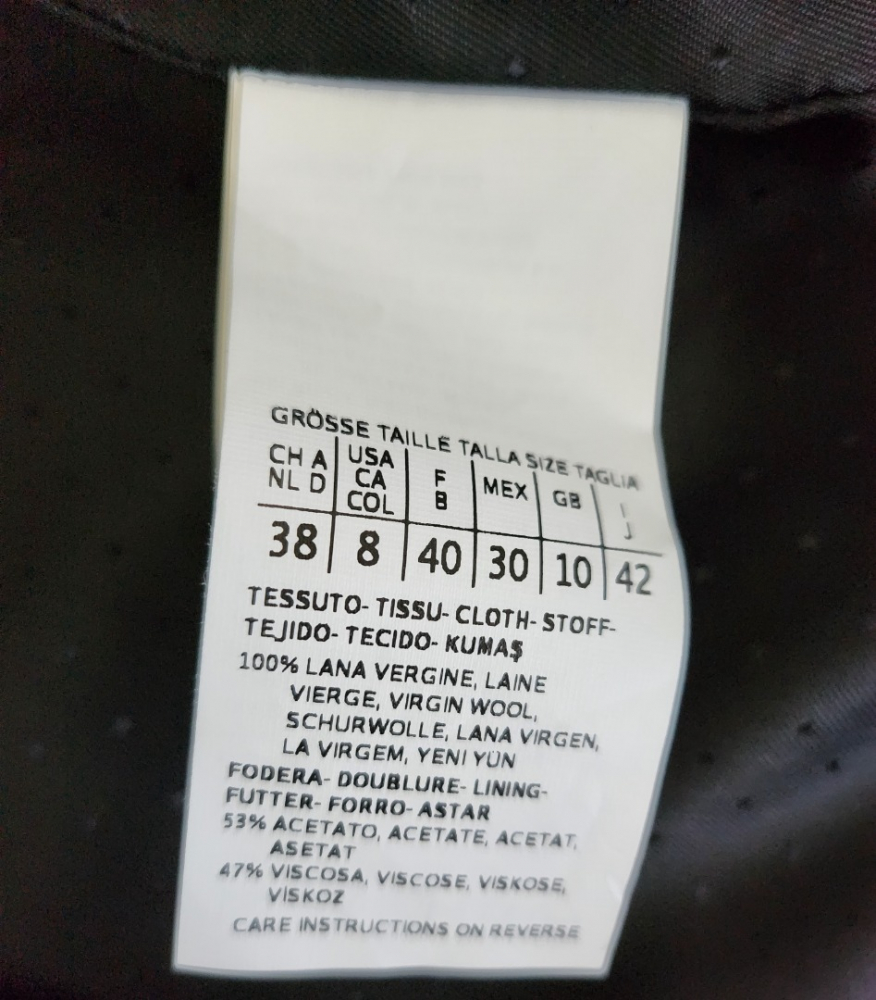 GRÖSSE TAILLE TALLA SIZE TAGLIA
CH A USA F MEX GB I
NL D CA B J
COL
38 8 40 30 10 42
TESSUTO- TISSU- CLOTH- STOFF-
TEJIDO- TECIDO- KUMAŞ
100% LANA VERGINE, LAINE
VIERGE, VIRGIN WOOL,
SCHURWOLLE, LANA VIRGEN,
LA VIRGEM, YENI YÜN
FODERA- DOUBLURE- LINING-
FUTTER- FORRO- ASTAR
53% ACETATO, ACETATE, ACETAT,
ASETAT
47% VISCOSA, VISCOSE, VISKOSE,
VİSKOZ
CARE INSTRUCTIONS ON REVERSE